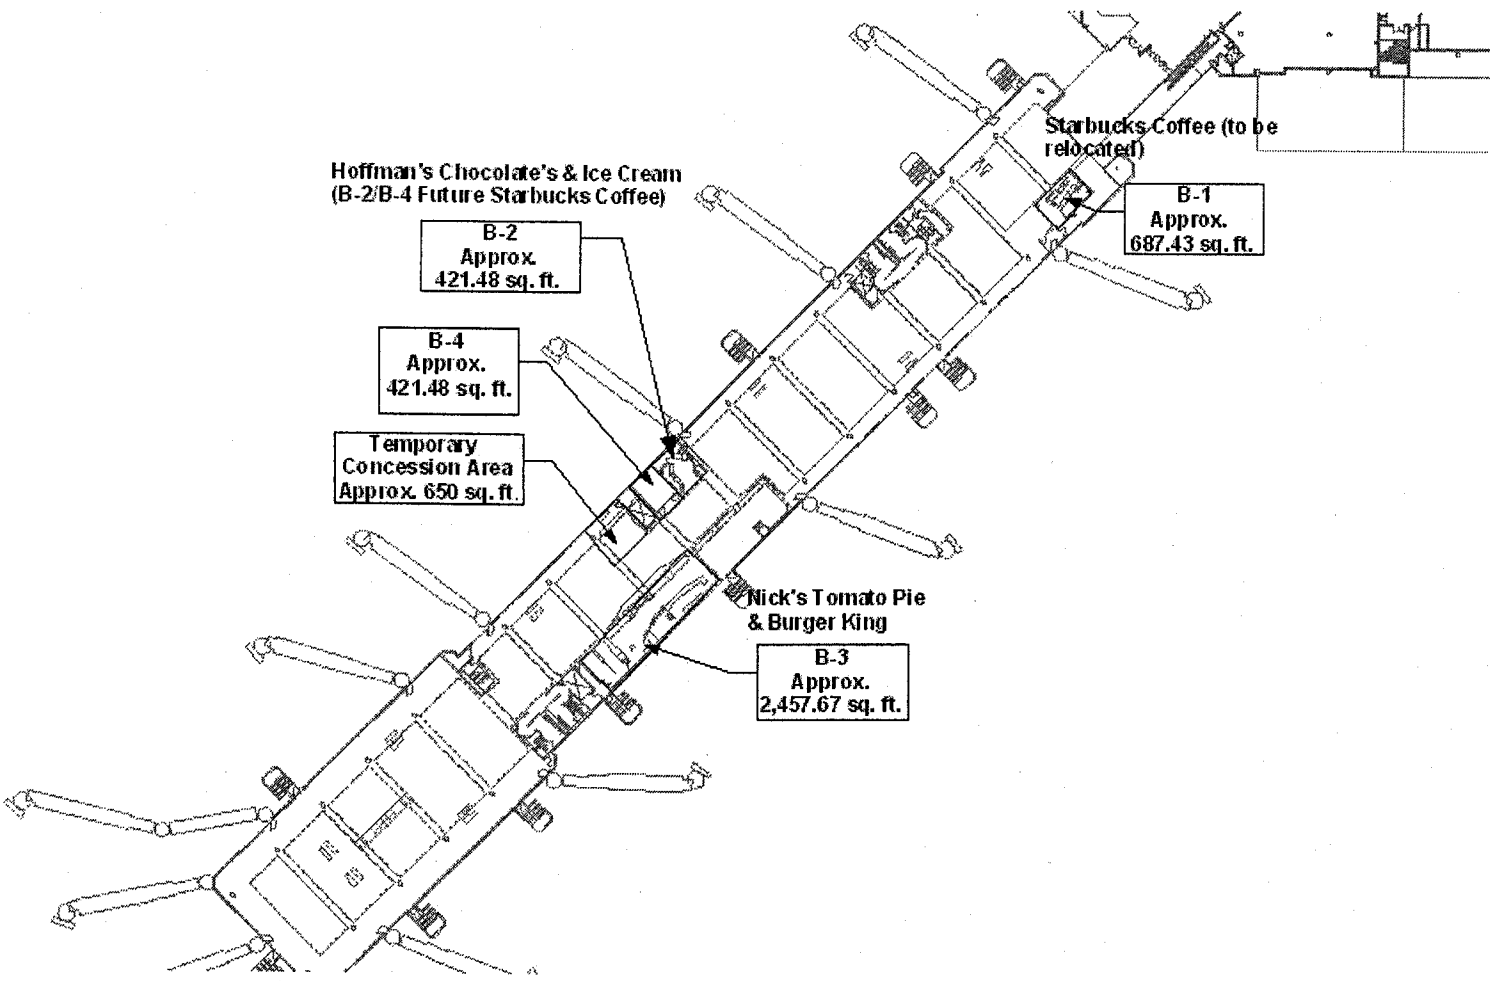 Starbucks Coffee (to be
relocated)
B-1
Approx.
687.43 sq. ft.
Hoffman's Chocolate's & Ice Cream
(B-2/B-4 Future Starbucks Coffee)
B-2
Approx.
421.48 sq. ft.
B-4
Approx.
421.48 sq. ft.
Temporary
Concession Area
Approx. 650 sq. ft.
Nick's Tomato Pie
& Burger King
B-3
Approx.
2,457.67 sq. ft.